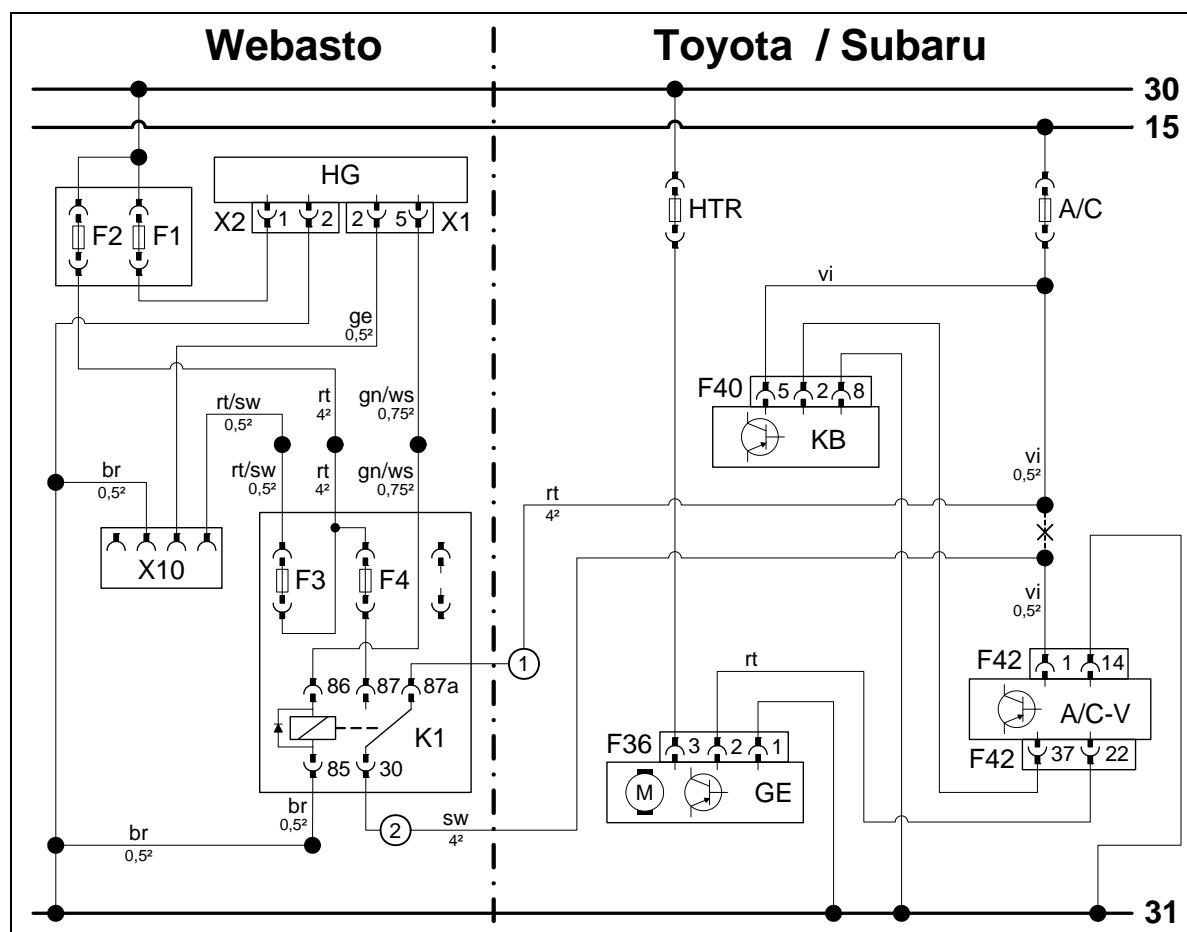 Webasto
Toyota / Subaru
30
15
HG
X2 1 2 2 5 X1
F2 F1
HTR
A/C
vi
ge
0,5²
rt/sw
0,5²
rt
4²
gn/ws
0,75²
F40 5 2 8
KB
br
0,5²
rt/sw
0,5²
rt
4²
gn/ws
0,75²
vi
0,5²
rt
4²
X10
F3 F4
vi
0,5²
1
rt
F42 1 14
86 87 87a
A/C-V
K1
F36 3 2 1
F42 37 22
85 30
M
GE
br
0,5²
2
sw
4²
br
0,5²
31